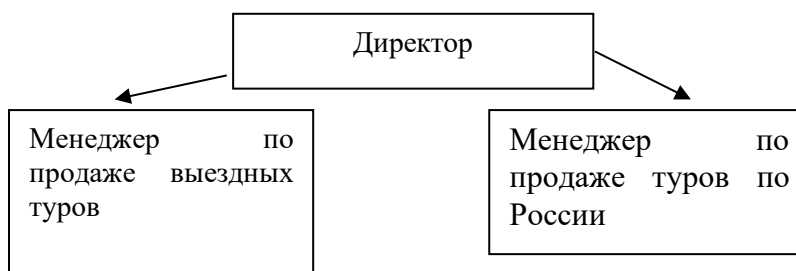 Директор
Менеджер по
продаже выездных
туров
Менеджер по
продаже туров по
России